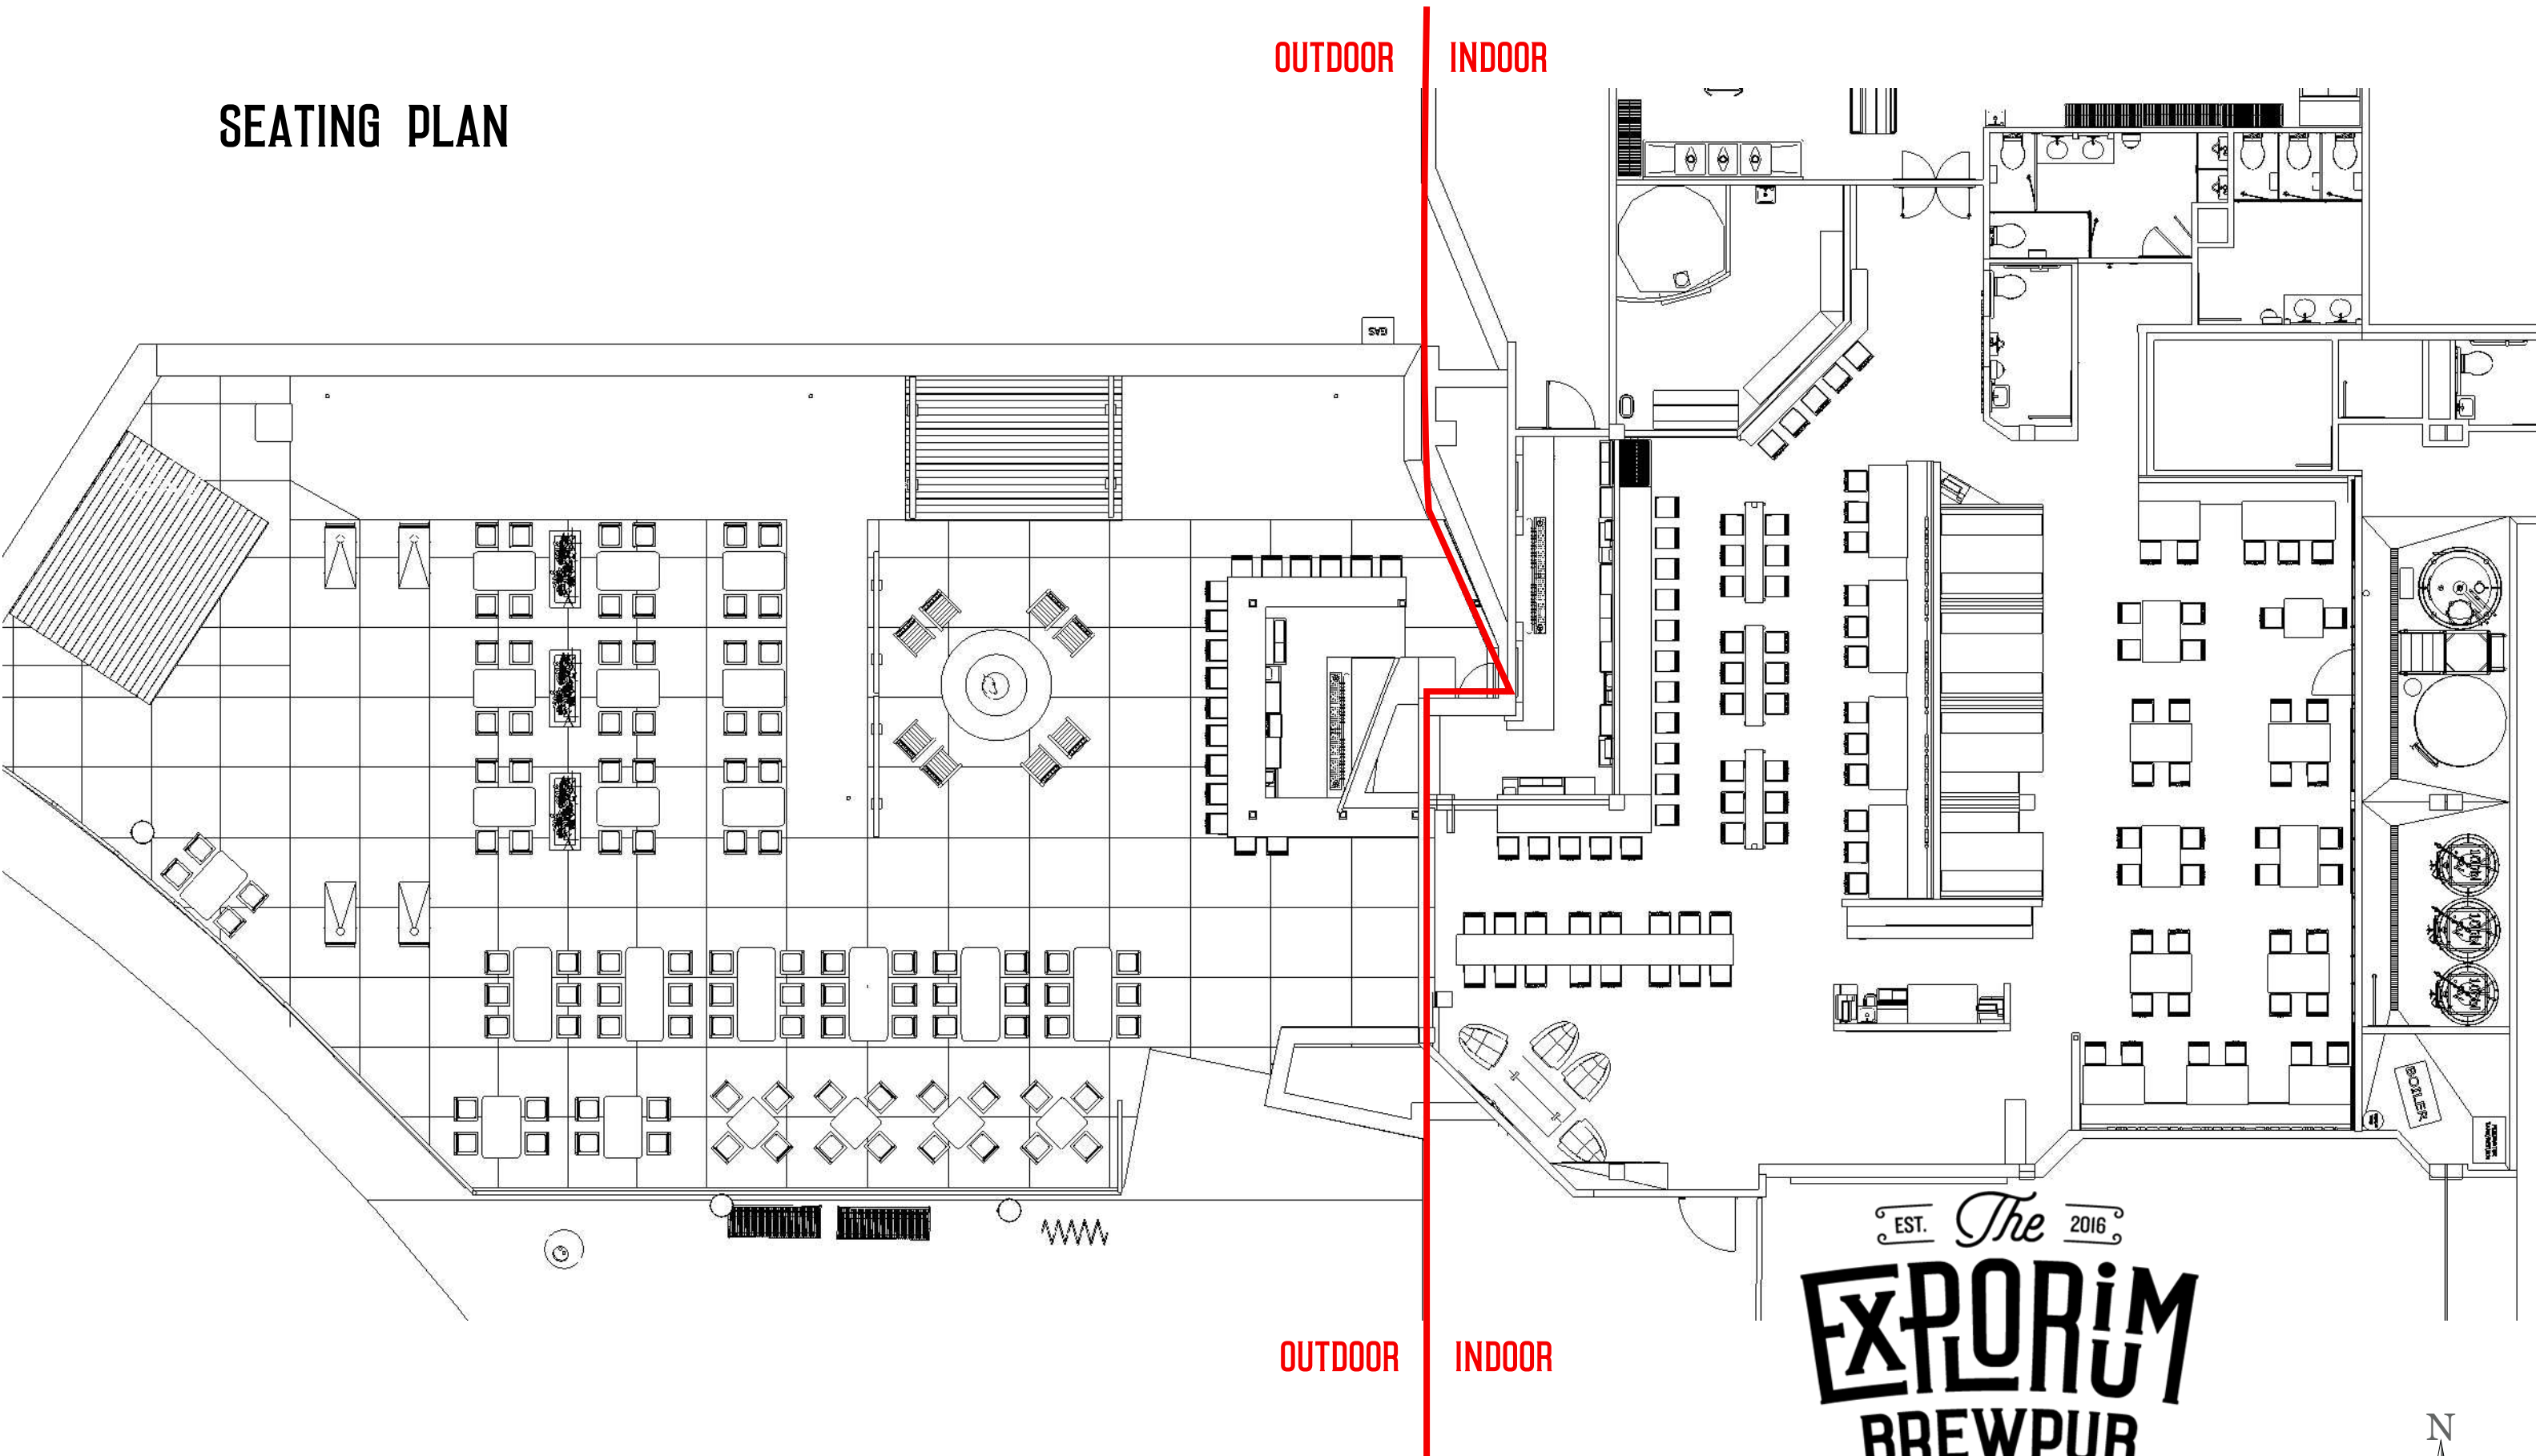 OUTDOOR INDOOR
SEATING PLAN
GAS
BOILER
EST. The 2016
EXPLORIUM
BREWPUB
OUTDOOR INDOOR
N